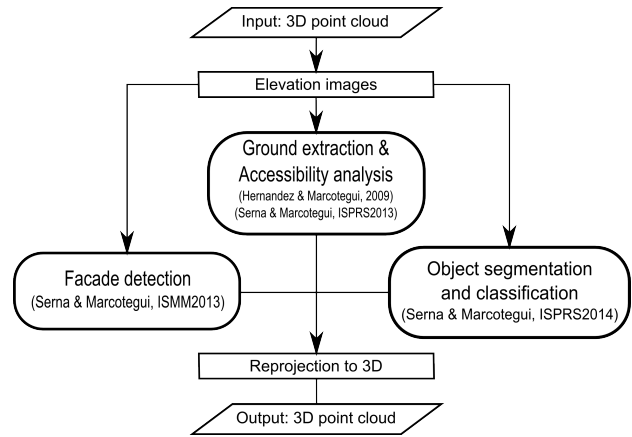 Input: 3D point cloud
Elevation images
Ground extraction &
Accessibility analysis
(Hernandez & Marcotegui, 2009)
(Serna & Marcotegui, ISPRS2013)
Facade detection
(Serna & Marcotegui, ISMM2013)
Object segmentation
and classification
(Serna & Marcotegui, ISPRS2014)
Reprojection to 3D
Output: 3D point cloud